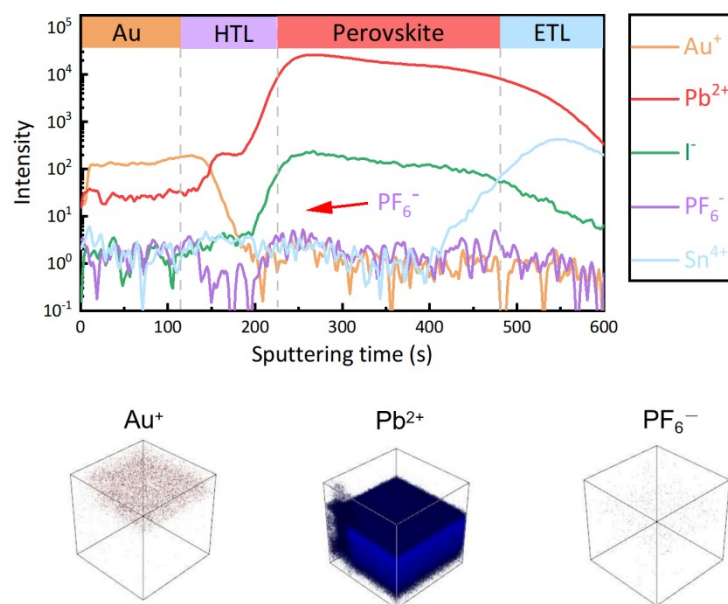 Au HTL Perovskite ETL
10⁵
10⁴
10³
10²
10¹
10⁰
10⁻¹
Intensity
PF₆⁻
0 100 200 300 400 500 600
Sputtering time (s)
Au⁺
Pb²⁺
I⁻
PF₆⁻
Sn⁴⁺
Au⁺ Pb²⁺ PF₆⁻